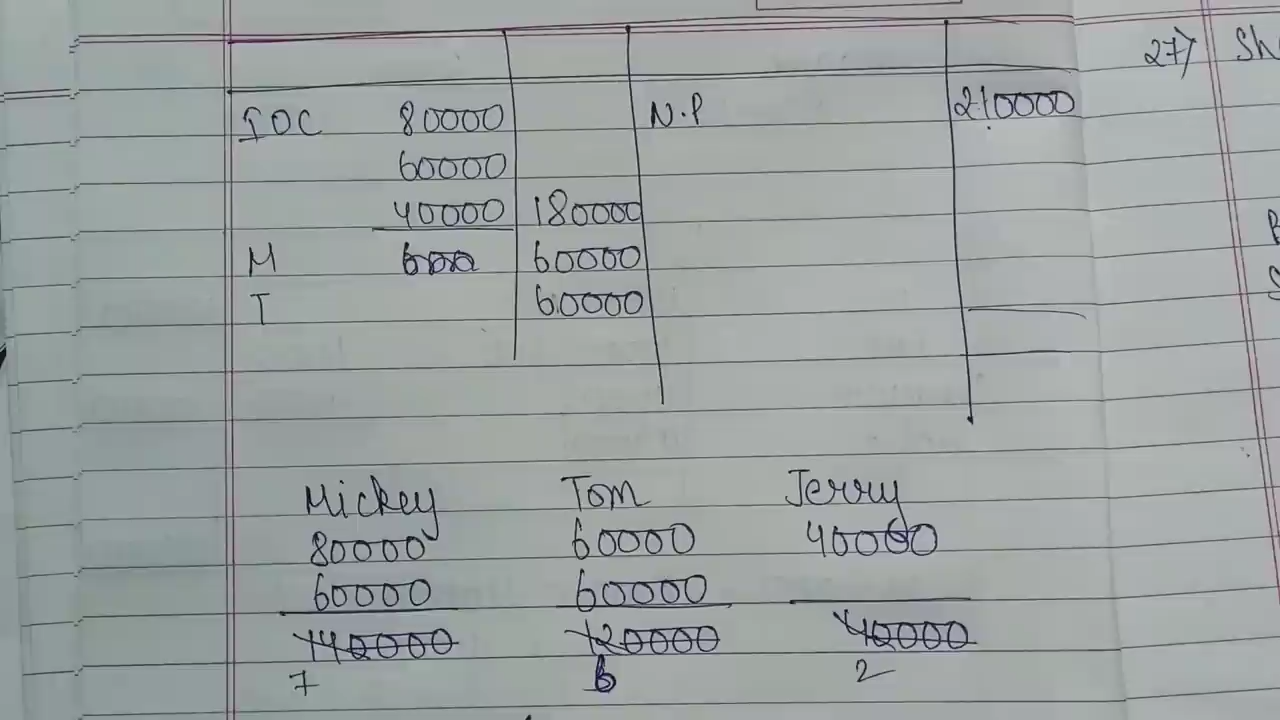 27) Sh
IOC 80000 N.P 210000
60000
40000 180000
M 60000
T 60000
Mickey Tom Jerry
80000 60000 40000
60000 60000
140000 120000 40000
7 6 2